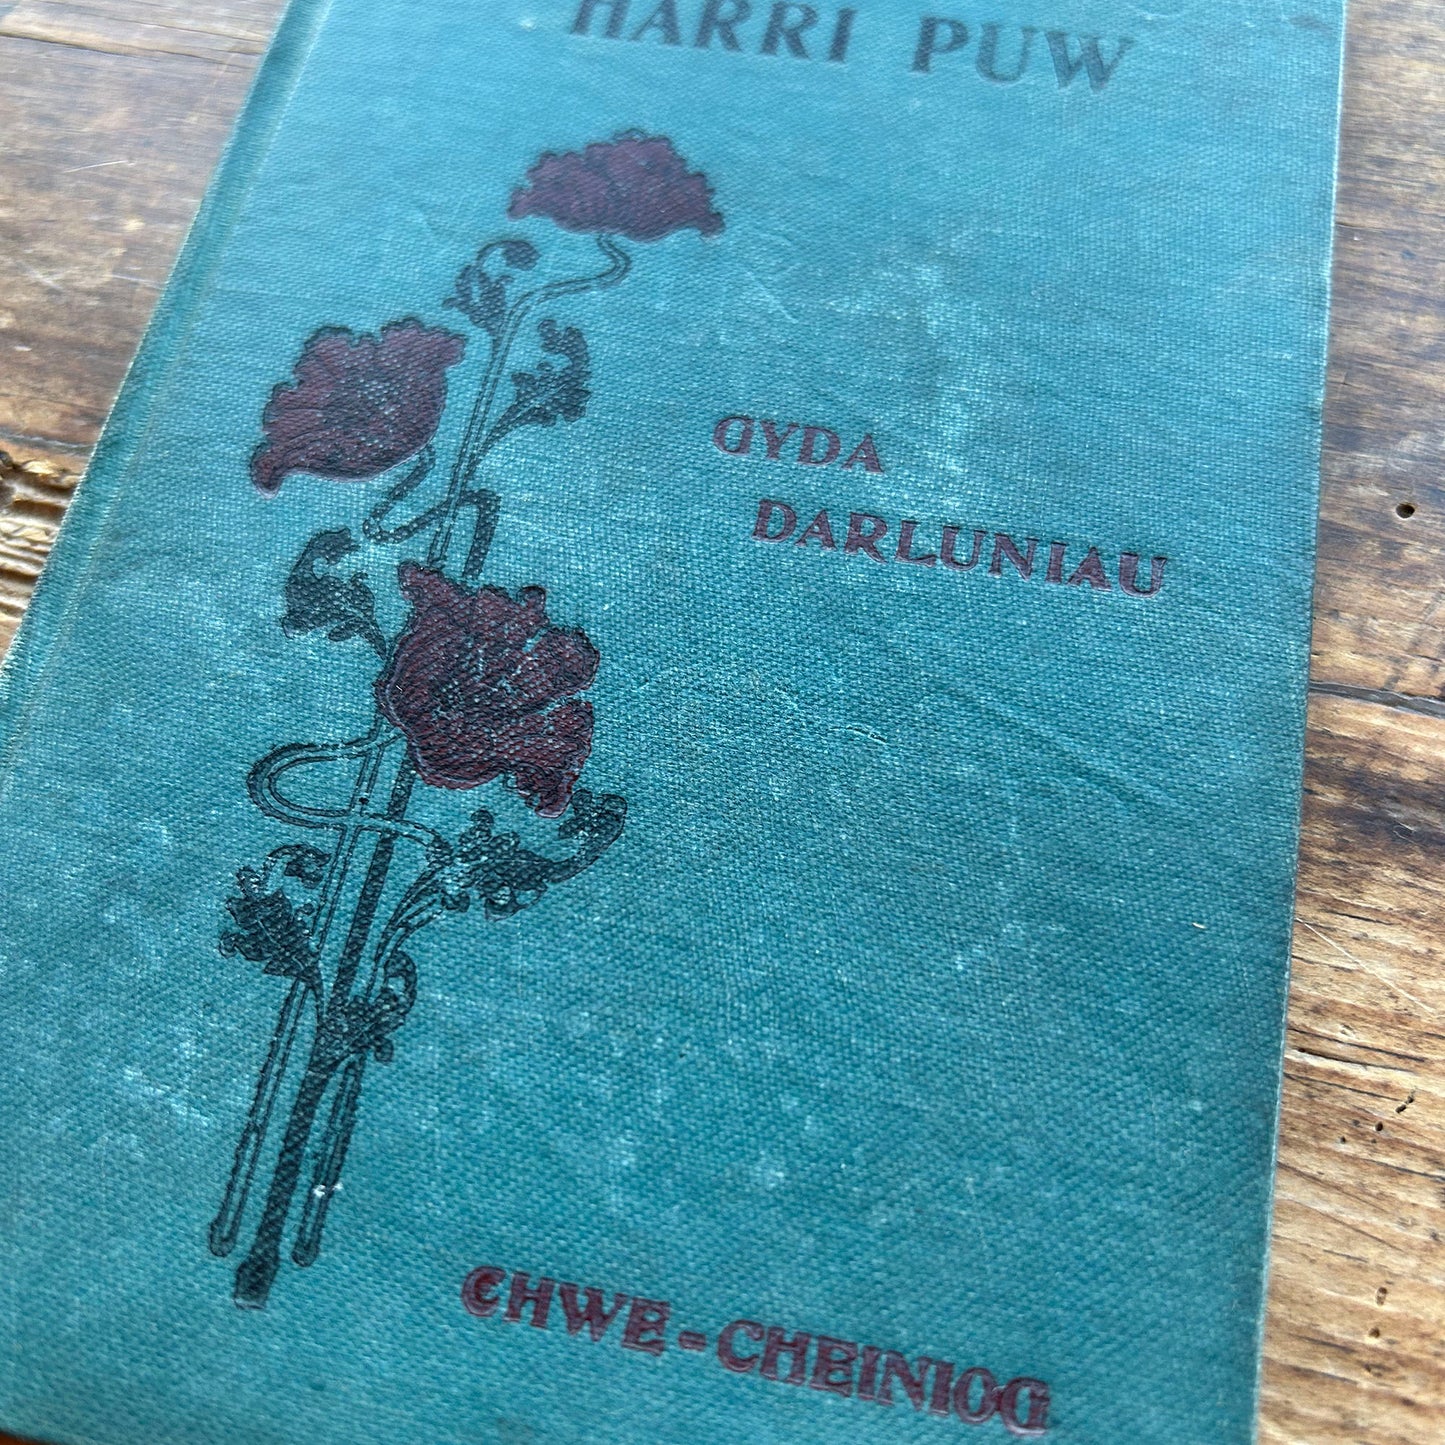 HARRI PUW
GYDA
DARLUNIAU
CHWE-CHEINIOG